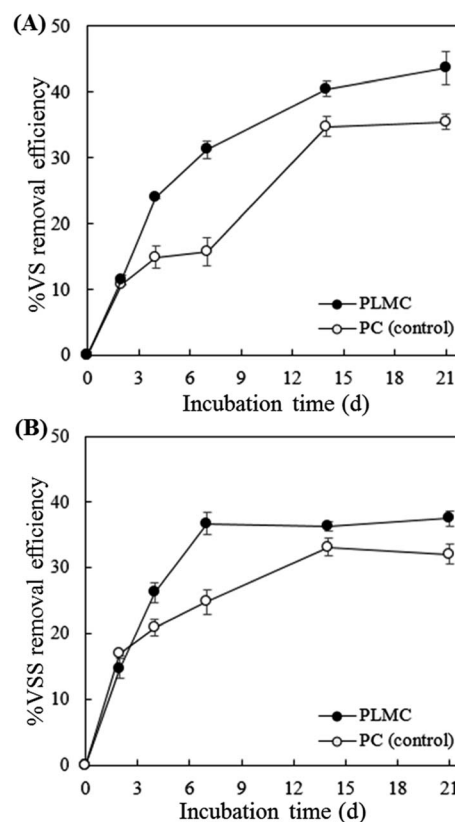 (A)
50
40
30
20
10
0
%VS removal efficiency
PLMC
PC (control)
0 3 6 9 12 15 18 21
Incubation time (d)
(B)
50
40
30
20
10
0
%VSS removal efficiency
PLMC
PC (control)
0 3 6 9 12 15 18 21
Incubation time (d)